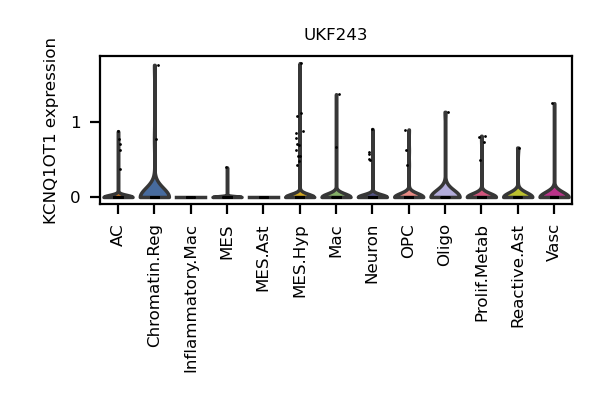 UKF243
KCNQ1OT1 expression
1
0
AC
Chromatin.Reg
Inflammatory.Mac
MES
MES.Ast
MES.Hyp
Mac
Neuron
OPC
Oligo
Prolif.Metab
Reactive.Ast
Vasc